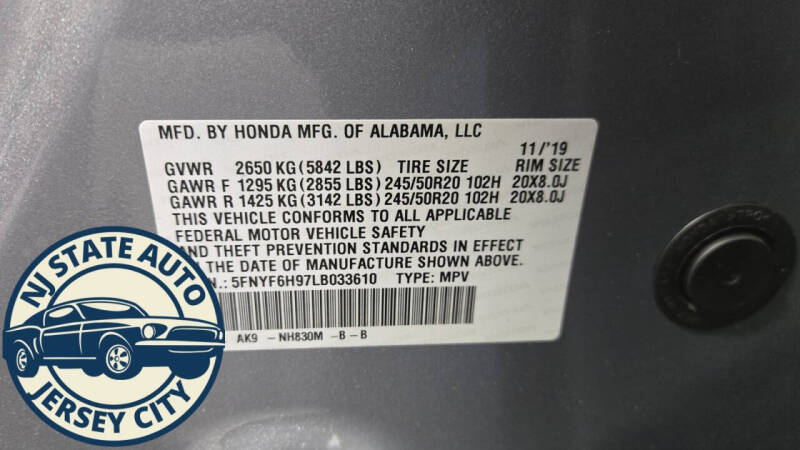 MFD. BY HONDA MFG. OF ALABAMA, LLC
11/'19
GVWR 2650 KG (5842 LBS) TIRE SIZE RIM SIZE
GAWR F 1295 KG (2855 LBS) 245/50R20 102H 20X8.0J
GAWR R 1425 KG (3142 LBS) 245/50R20 102H 20X8.0J
THIS VEHICLE CONFORMS TO ALL APPLICABLE
FEDERAL MOTOR VEHICLE SAFETY
AND THEFT PREVENTION STANDARDS IN EFFECT
THE DATE OF MANUFACTURE SHOWN ABOVE.
N.: 5FNYF6H97LB033610 TYPE: MPV
AK9 - NH830M - B - B
NJ STATE AUTO
JERSEY CITY